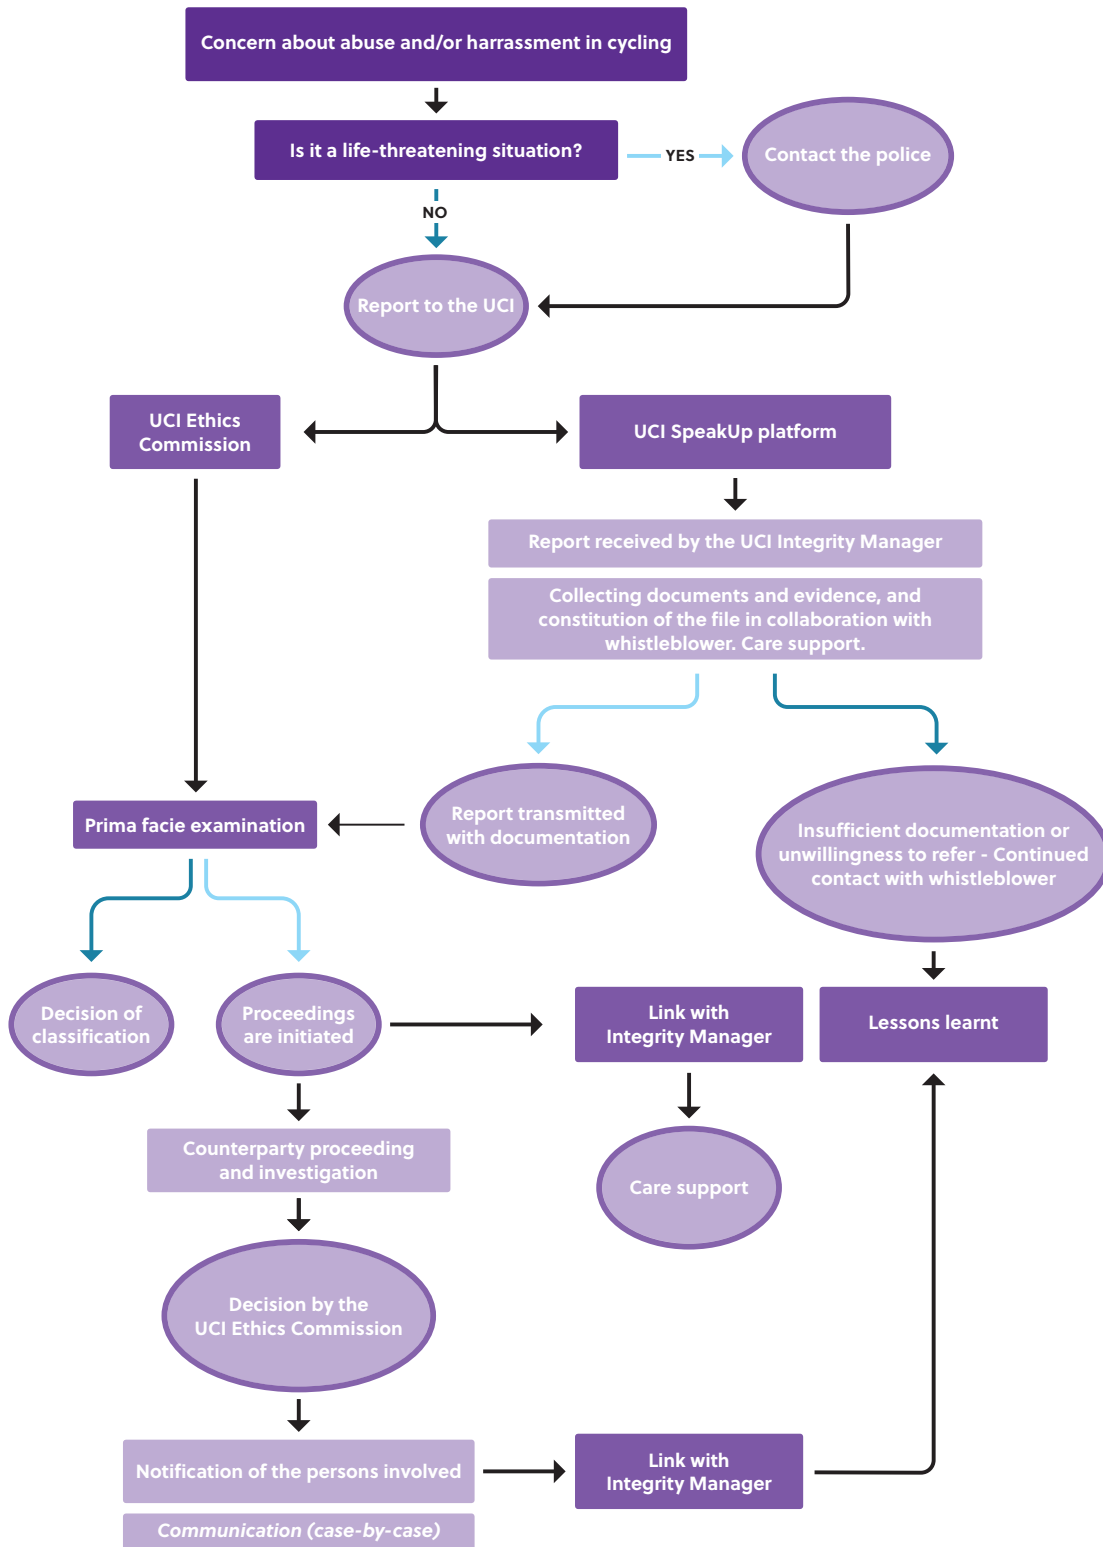 Concern about abuse and/or harrassment in cycling
Is it a life-threatening situation?
YES
Contact the police
NO
Report to the UCI
UCI Ethics
Commission
UCI SpeakUp platform
Report received by the UCI Integrity Manager
Collecting documents and evidence, and
constitution of the file in collaboration with
whistleblower. Care support.
Prima facie examination
Report transmitted
with documentation
Insufficient documentation or
unwillingness to refer - Continued
contact with whistleblower
Decision of
classification
Proceedings
are initiated
Link with
Integrity Manager
Lessons learnt
Counterparty proceeding
and investigation
Care support
Decision by the
UCI Ethics Commission
Notification of the persons involved
Link with
Integrity Manager
Communication (case-by-case)